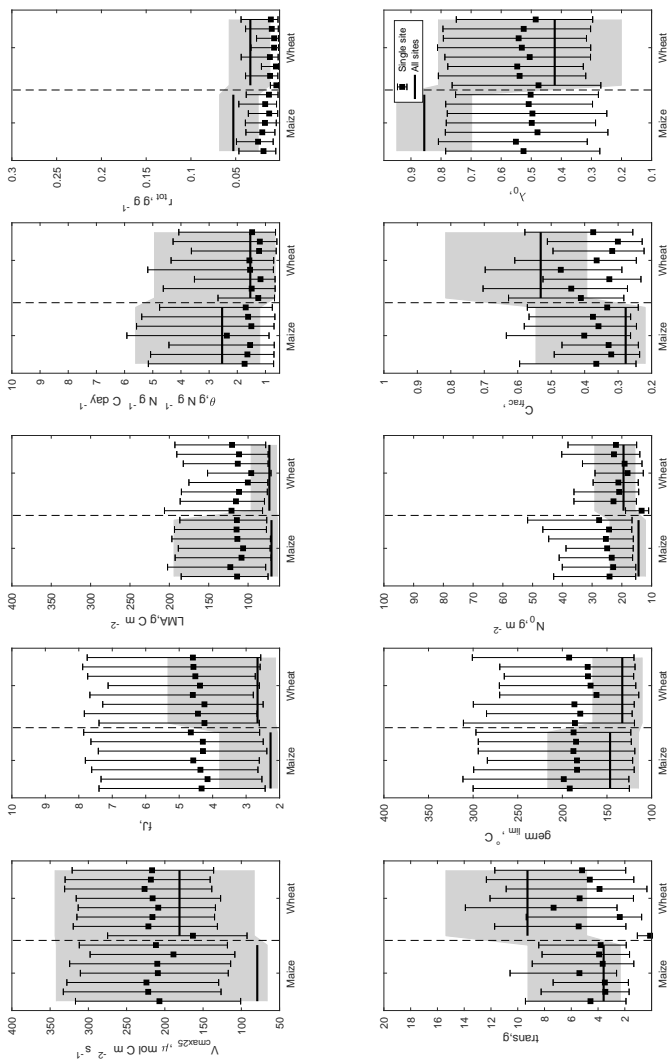 0.3 0.25 0.2 0.15 0.1 0.05
r tot, g g -1
Maize Wheat
0.9 0.8 0.7 0.6 0.5 0.4 0.3 0.2 0.1
λ 0,
Maize Wheat
Single site
All sites
10 9 8 7 6 5 4 3 2 1
θ,g N g -1 N g -1 C day -1
Maize Wheat
1 0.9 0.8 0.7 0.6 0.5 0.4 0.3 0.2
C frac,
Maize Wheat
400 350 300 250 200 150 100
LMA,g C m -2
Maize Wheat
100 90 80 70 60 50 40 30 20 10
N 0,g m -2
Maize Wheat
10 9 8 7 6 5 4 3 2
fJ,
Maize Wheat
400 350 300 250 200 150 100
germ lim,°C
Maize Wheat
400 350 300 250 200 150 100 50
V cmax25, μ mol C m -2 s -1
Maize Wheat
20 18 16 14 12 10 8 6 4 2
trans,g
Maize Wheat